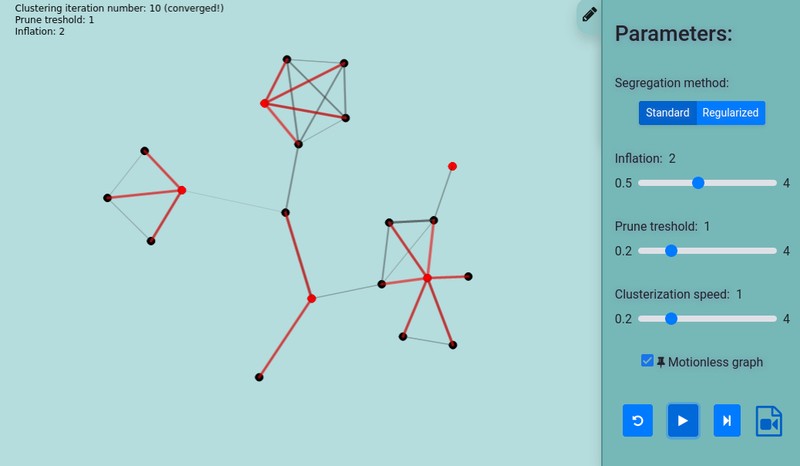 Clustering iteration number: 10 (converged!)
Prune treshold: 1
Inflation: 2
Parameters:
Segregation method:
Standard Regularized
Inflation: 2
0.5 4
Prune treshold: 1
0.2 4
Clusterization speed: 1
0.2 4
Motionless graph